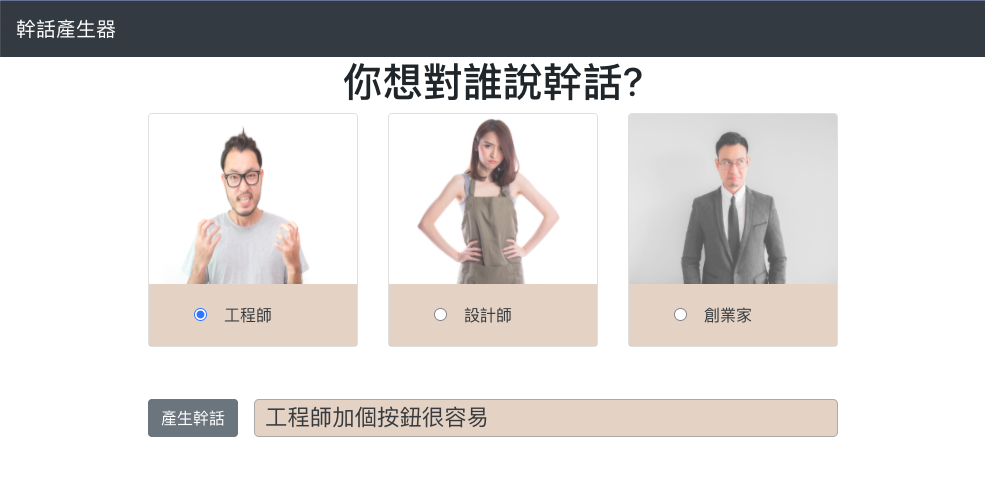 幹話產生器
你想對誰說幹話?
工程師
設計師
創業家
產生幹話
工程師加個按鈕很容易